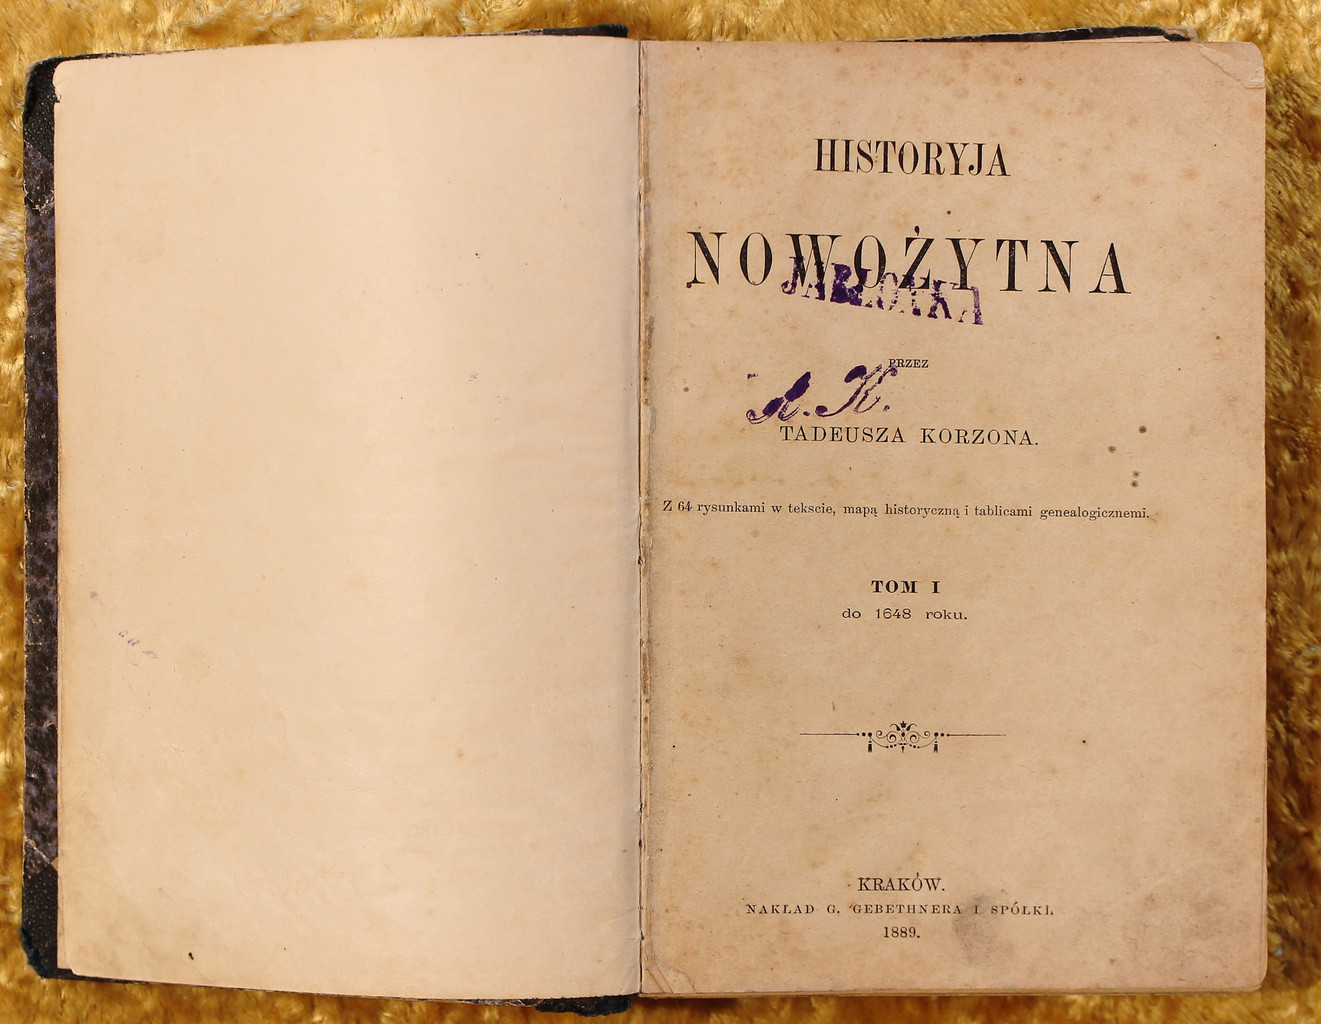 HISTORYJA
NOWOŻYTNA
JABŁONKA
PRZEZ
A. K.
TADEUSZA KORZONA.
Z 64 rysunkami w tekscie, mapą historyczną i tablicami genealogicznemi.
TOM I
do 1648 roku.
KRAKÓW.
NAKŁAD G. GEBETHNERA I SPÓŁKI.
1889.